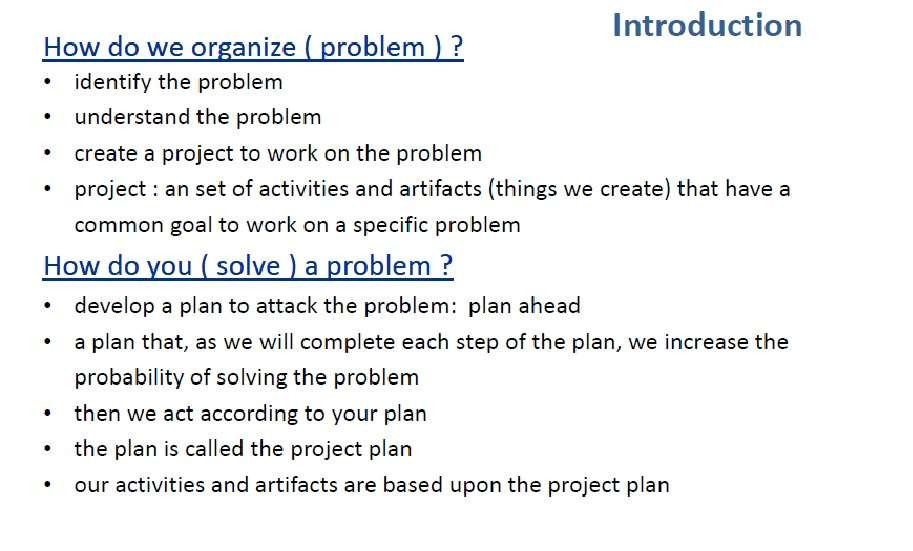 Introduction
How do we organize ( problem ) ?
• identify the problem
• understand the problem
• create a project to work on the problem
• project : an set of activities and artifacts (things we create) that have a
common goal to work on a specific problem
How do you ( solve ) a problem ?
• develop a plan to attack the problem: plan ahead
• a plan that, as we will complete each step of the plan, we increase the
probability of solving the problem
• then we act according to your plan
• the plan is called the project plan
• our activities and artifacts are based upon the project plan